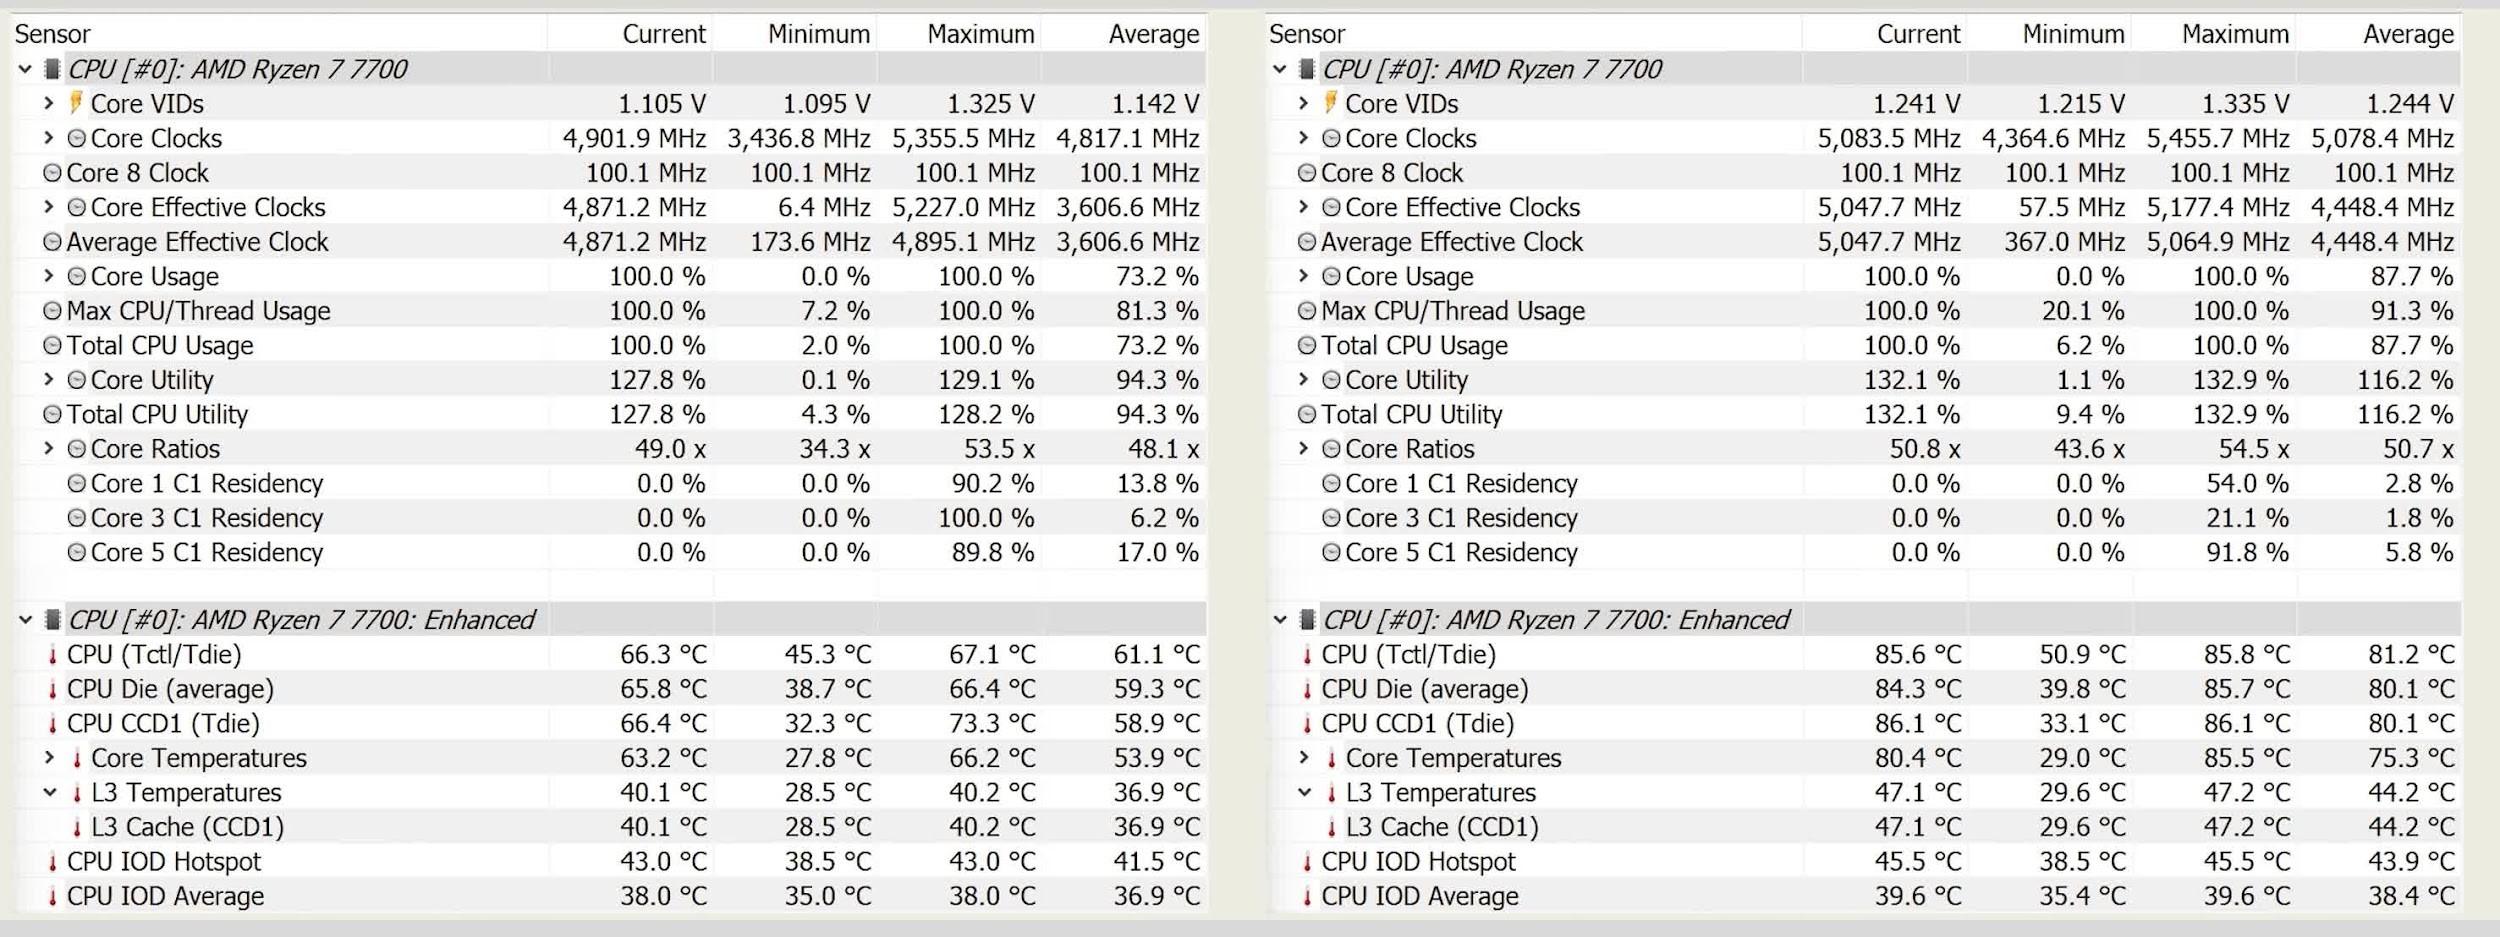 Sensor Current Minimum Maximum Average
CPU [#0]: AMD Ryzen 7 7700
Core VIDs 1.105 V 1.095 V 1.325 V 1.142 V
Core Clocks 4,901.9 MHz 3,436.8 MHz 5,355.5 MHz 4,817.1 MHz
Core 8 Clock 100.1 MHz 100.1 MHz 100.1 MHz 100.1 MHz
Core Effective Clocks 4,871.2 MHz 6.4 MHz 5,227.0 MHz 3,606.6 MHz
Average Effective Clock 4,871.2 MHz 173.6 MHz 4,895.1 MHz 3,606.6 MHz
Core Usage 100.0 % 0.0 % 100.0 % 73.2 %
Max CPU/Thread Usage 100.0 % 7.2 % 100.0 % 81.3 %
Total CPU Usage 100.0 % 2.0 % 100.0 % 73.2 %
Core Utility 127.8 % 0.1 % 129.1 % 94.3 %
Total CPU Utility 127.8 % 4.3 % 128.2 % 94.3 %
Core Ratios 49.0 x 34.3 x 53.5 x 48.1 x
Core 1 C1 Residency 0.0 % 0.0 % 90.2 % 13.8 %
Core 3 C1 Residency 0.0 % 0.0 % 100.0 % 6.2 %
Core 5 C1 Residency 0.0 % 0.0 % 89.8 % 17.0 %
CPU [#0]: AMD Ryzen 7 7700: Enhanced
CPU (Tctl/Tdie) 66.3 °C 45.3 °C 67.1 °C 61.1 °C
CPU Die (average) 65.8 °C 38.7 °C 66.4 °C 59.3 °C
CPU CCD1 (Tdie) 66.4 °C 32.3 °C 73.3 °C 58.9 °C
Core Temperatures 63.2 °C 27.8 °C 66.2 °C 53.9 °C
L3 Temperatures 40.1 °C 28.5 °C 40.2 °C 36.9 °C
L3 Cache (CCD1) 40.1 °C 28.5 °C 40.2 °C 36.9 °C
CPU IOD Hotspot 43.0 °C 38.5 °C 43.0 °C 41.5 °C
CPU IOD Average 38.0 °C 35.0 °C 38.0 °C 36.9 °C
Sensor Current Minimum Maximum Average
CPU [#0]: AMD Ryzen 7 7700
Core VIDs 1.241 V 1.215 V 1.335 V 1.244 V
Core Clocks 5,083.5 MHz 4,364.6 MHz 5,455.7 MHz 5,078.4 MHz
Core 8 Clock 100.1 MHz 100.1 MHz 100.1 MHz 100.1 MHz
Core Effective Clocks 5,047.7 MHz 57.5 MHz 5,177.4 MHz 4,448.4 MHz
Average Effective Clock 5,047.7 MHz 367.0 MHz 5,064.9 MHz 4,448.4 MHz
Core Usage 100.0 % 0.0 % 100.0 % 87.7 %
Max CPU/Thread Usage 100.0 % 20.1 % 100.0 % 91.3 %
Total CPU Usage 100.0 % 6.2 % 100.0 % 87.7 %
Core Utility 132.1 % 1.1 % 132.9 % 116.2 %
Total CPU Utility 132.1 % 9.4 % 132.9 % 116.2 %
Core Ratios 50.8 x 43.6 x 54.5 x 50.7 x
Core 1 C1 Residency 0.0 % 0.0 % 54.0 % 2.8 %
Core 3 C1 Residency 0.0 % 0.0 % 21.1 % 1.8 %
Core 5 C1 Residency 0.0 % 0.0 % 91.8 % 5.8 %
CPU [#0]: AMD Ryzen 7 7700: Enhanced
CPU (Tctl/Tdie) 85.6 °C 50.9 °C 85.8 °C 81.2 °C
CPU Die (average) 84.3 °C 39.8 °C 85.7 °C 80.1 °C
CPU CCD1 (Tdie) 86.1 °C 33.1 °C 86.1 °C 80.1 °C
Core Temperatures 80.4 °C 29.0 °C 85.5 °C 75.3 °C
L3 Temperatures 47.1 °C 29.6 °C 47.2 °C 44.2 °C
L3 Cache (CCD1) 47.1 °C 29.6 °C 47.2 °C 44.2 °C
CPU IOD Hotspot 45.5 °C 38.5 °C 45.5 °C 43.9 °C
CPU IOD Average 39.6 °C 35.4 °C 39.6 °C 38.4 °C